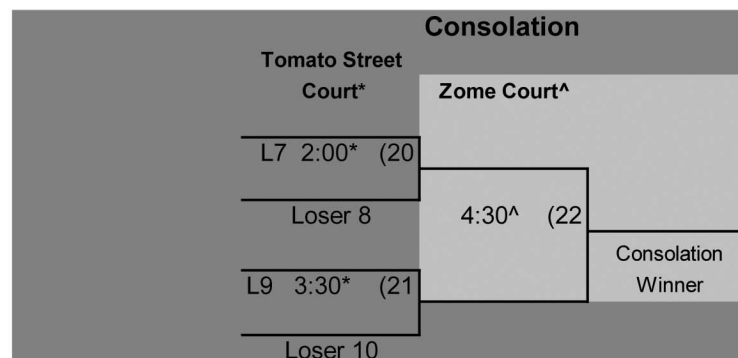 Consolation
Tomato Street
Court*
Zome Court^
L7 2:00* (20
Loser 8
4:30^ (22
Consolation
Winner
L9 3:30* (21
Loser 10